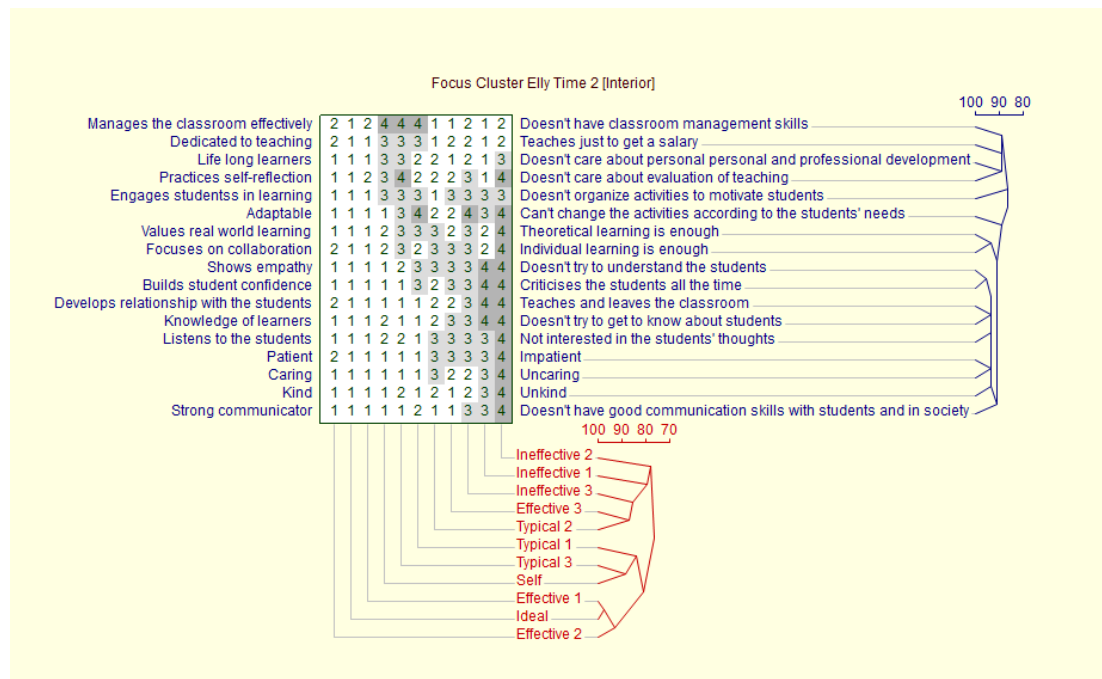 Focus Cluster Elly Time 2 [Interior]
100 90 80
Manages the classroom effectively 2 1 2 4 4 4 1 1 2 1 2 Doesn't have classroom management skills
Dedicated to teaching 2 1 1 3 3 3 1 2 2 1 2 Teaches just to get a salary
Life long learners 1 1 1 3 3 2 2 1 2 1 3 Doesn't care about personal personal and professional development
Practices self-reflection 1 1 2 3 4 2 2 2 3 1 4 Doesn't care about evaluation of teaching
Engages studentss in learning 1 1 1 3 3 3 1 3 3 3 3 Doesn't organize activities to motivate students
Adaptable 1 1 1 1 3 4 2 2 4 3 4 Can't change the activities according to the students' needs
Values real world learning 1 1 1 2 3 3 3 2 3 2 4 Theoretical learning is enough
Focuses on collaboration 2 1 1 2 3 2 3 3 3 2 4 Individual learning is enough
Shows empathy 1 1 1 1 2 3 3 3 3 4 4 Doesn't try to understand the students
Builds student confidence 1 1 1 1 1 3 2 3 3 4 4 Criticises the students all the time
Develops relationship with the students 2 1 1 1 1 1 2 2 3 4 4 Teaches and leaves the classroom
Knowledge of learners 1 1 1 2 1 1 2 3 3 4 4 Doesn't try to get to know about students
Listens to the students 1 1 1 2 2 1 3 3 3 3 4 Not interested in the students' thoughts
Patient 2 1 1 1 1 1 3 3 3 3 4 Impatient
Caring 1 1 1 1 1 1 3 2 2 3 4 Uncaring
Kind 1 1 1 1 2 1 2 1 2 3 4 Unkind
Strong communicator 1 1 1 1 1 2 1 1 3 3 4 Doesn't have good communication skills with students and in society
100 90 80 70
Ineffective 2
Ineffective 1
Ineffective 3
Effective 3
Typical 2
Typical 1
Typical 3
Self
Effective 1
Ideal
Effective 2